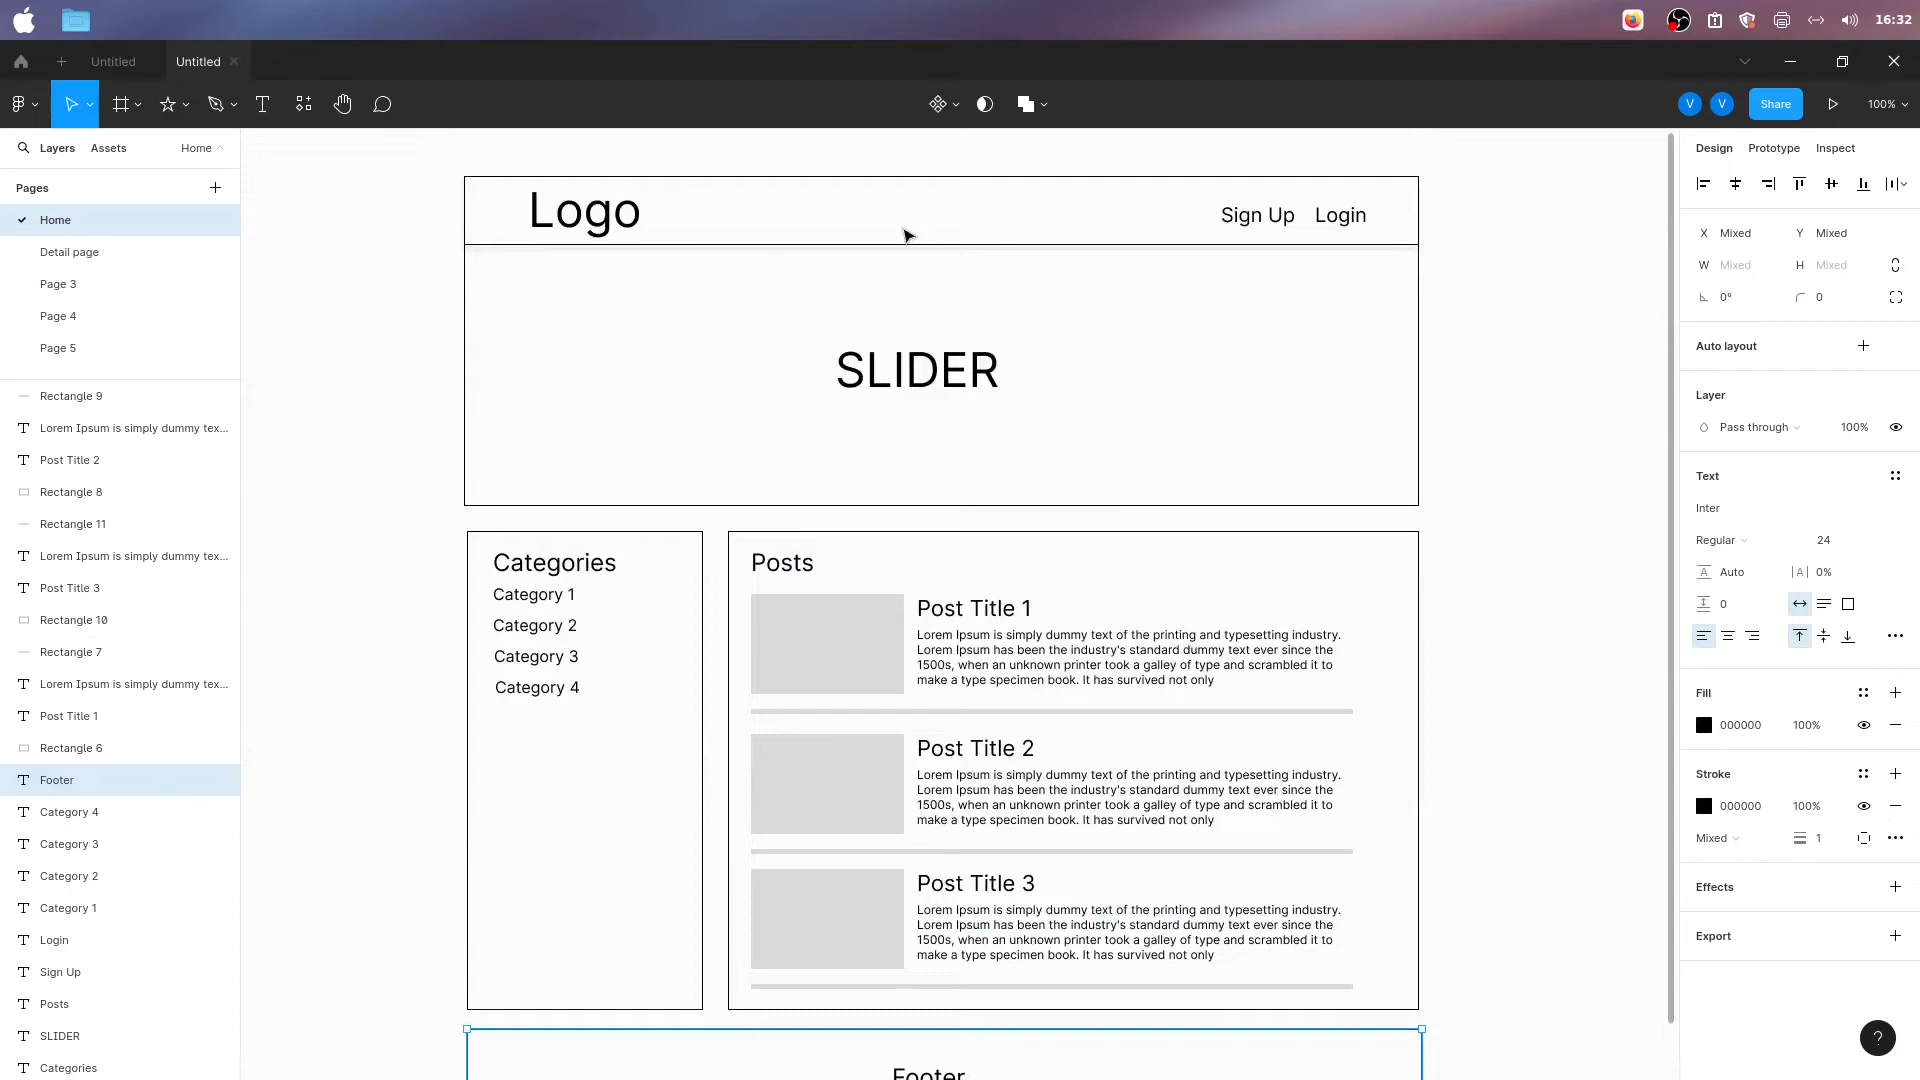 16:32
Untitled
Untitled
V
V
Share
100%
Layers
Assets
Home
Pages
Home
Detail page
Page 3
Page 4
Page 5
Rectangle 9
Lorem Ipsum is simply dummy tex...
Post Title 2
Rectangle 8
Rectangle 11
Lorem Ipsum is simply dummy tex...
Post Title 3
Rectangle 10
Rectangle 7
Lorem Ipsum is simply dummy tex...
Post Title 1
Rectangle 6
Footer
Category 4
Category 3
Category 2
Category 1
Login
Sign Up
Posts
SLIDER
Categories
Logo
Sign Up
Login
SLIDER
Categories
Category 1
Category 2
Category 3
Category 4
Posts
Post Title 1
Lorem Ipsum is simply dummy text of the printing and typesetting industry.
Lorem Ipsum has been the industry's standard dummy text ever since the
1500s, when an unknown printer took a galley of type and scrambled it to
make a type specimen book. It has survived not only
Post Title 2
Lorem Ipsum is simply dummy text of the printing and typesetting industry.
Lorem Ipsum has been the industry's standard dummy text ever since the
1500s, when an unknown printer took a galley of type and scrambled it to
make a type specimen book. It has survived not only
Post Title 3
Lorem Ipsum is simply dummy text of the printing and typesetting industry.
Lorem Ipsum has been the industry's standard dummy text ever since the
1500s, when an unknown printer took a galley of type and scrambled it to
make a type specimen book. It has survived not only
Footer
Design
Prototype
Inspect
X Mixed Y Mixed
W Mixed H Mixed
0° 0
Auto layout
Layer
Pass through 100%
Text
Inter
Regular 24
Auto |A| 0%
0
Fill
000000 100%
Stroke
000000 100%
Mixed 1
Effects
Export
?